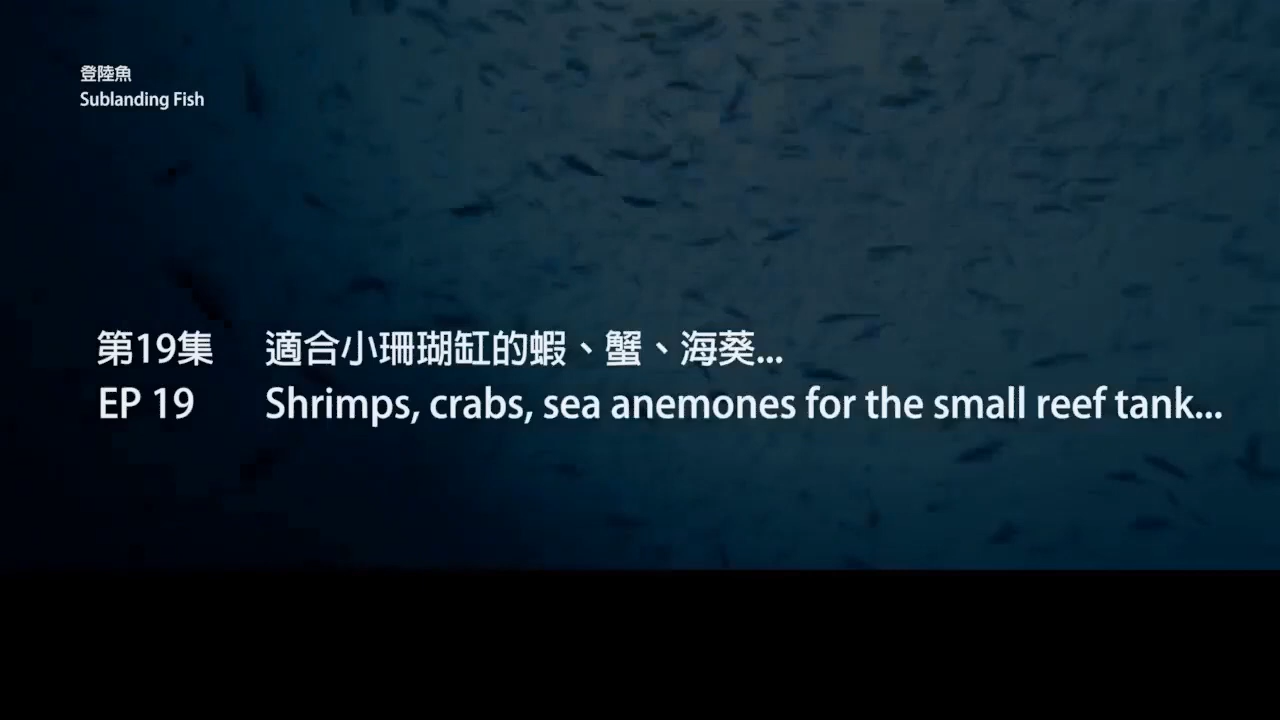 登陸魚
Sublanding Fish
第19集 適合小珊瑚缸的蝦、蟹、海葵...
EP 19 Shrimps, crabs, sea anemones for the small reef tank...